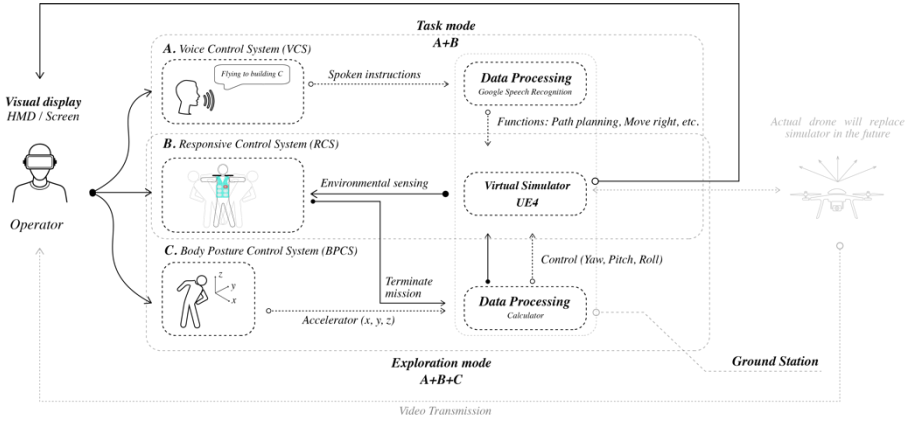 Task mode
A+B
A. Voice Control System (VCS)
Flying to building C
Spoken instructions
Data Processing
Google Speech Recognition
Visual display
HMD / Screen
Functions: Path planning, Move right, etc.
Actual drone will replace
simulator in the future
B. Responsive Control System (RCS)
Environmental sensing
Virtual Simulator
UE4
Operator
C. Body Posture Control System (BPCS)
z
y
x
Control (Yaw, Pitch, Roll)
Terminate
mission
Data Processing
Calculator
Accelerator (x, y, z)
Exploration mode
A+B+C
Ground Station
Video Transmission